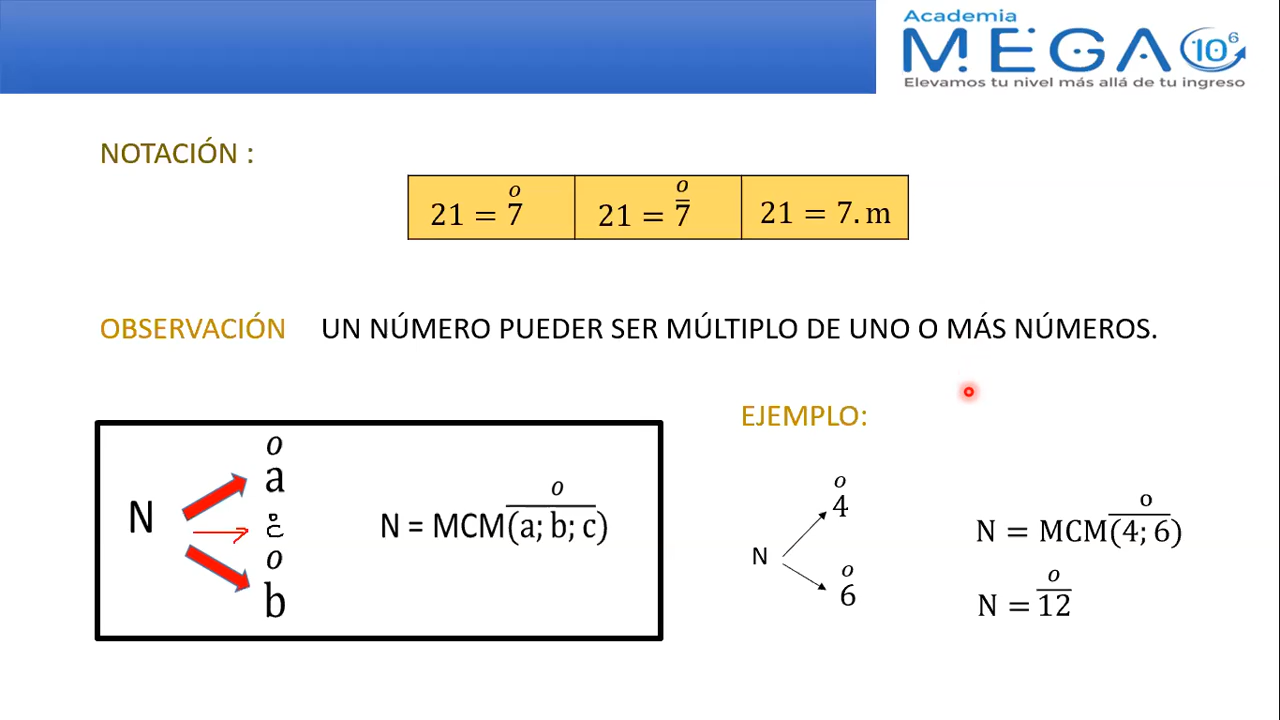 Academia
MEGA 10⁶
Elevamos tu nivel más allá de tu ingreso
NOTACIÓN :
21 = 7̊ 21 = 7̅̊ 21 = 7.m
OBSERVACIÓN UN NÚMERO PUEDER SER MÚLTIPLO DE UNO O MÁS NÚMEROS.
EJEMPLO:
o
a
N
o
c
o
b
o
N = MCM(a; b; c)
o
4
N
o
6
o
N = MCM(4; 6)
o
N = 12